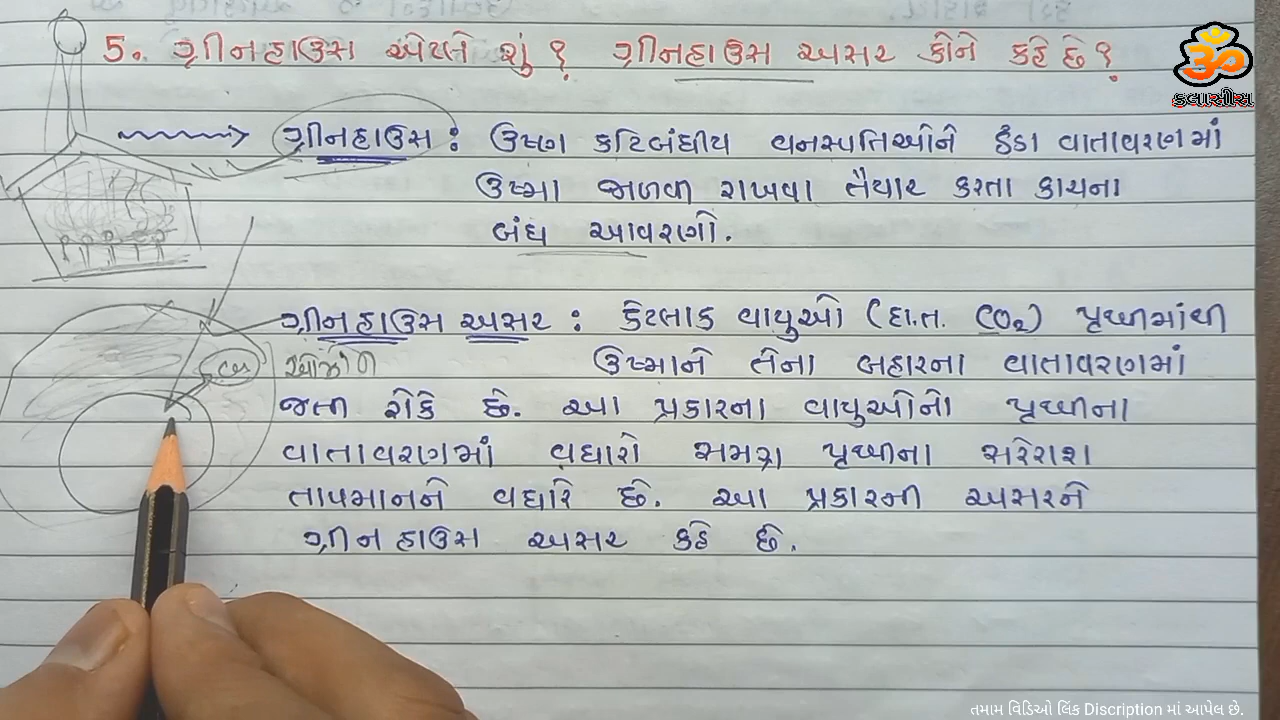 5. ગ્રીનહાઉસ એટલે શું ? ગ્રીનહાઉસ અસર કોને કહે છે ?
ૐ
ક્લાસીસ
ગ્રીનહાઉસ : ઉષ્ણ કટિબંધીય વનસ્પતિઓને ઠંડા વાતાવરણમાં
ઉષ્મા જાળવી રાખવા તૈયાર કરતા કાચના
બંધ આવરણો.
ગ્રીનહાઉસ અસર : કેટલાક વાયુઓ (દા.ત. CO₂) પૃથ્વીમાંથી
ઓઝોન ઉષ્માને તેના બહારના વાતાવરણમાં
જતી રોકે છે. આ પ્રકારના વાયુઓનો પૃથ્વીના
વાતાવરણમાં વધારો સમગ્ર પૃથ્વીના સરેરાશ
તાપમાનને વધારે છે. આ પ્રકારની અસરને
ગ્રીન હાઉસ અસર કહે છે.
તમામ વિડિઓ લિંક Discription માં આપેલ છે.